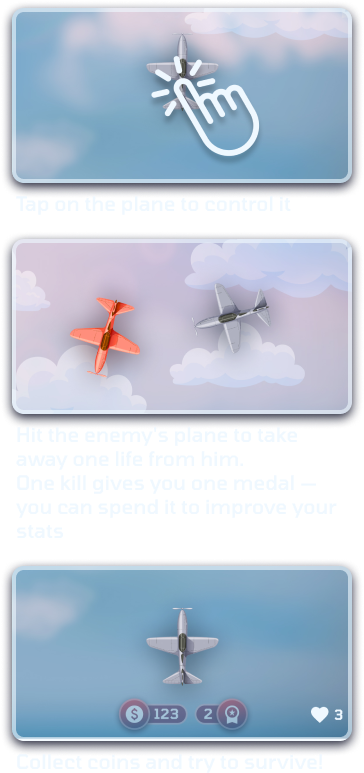 Tap on the plane to control it
Hit the enemy's plane to take
away one life from him.
One kill gives you one medal —
you can spend it to improve your
stats
$ 123 2 3
Collect coins and try to survive!